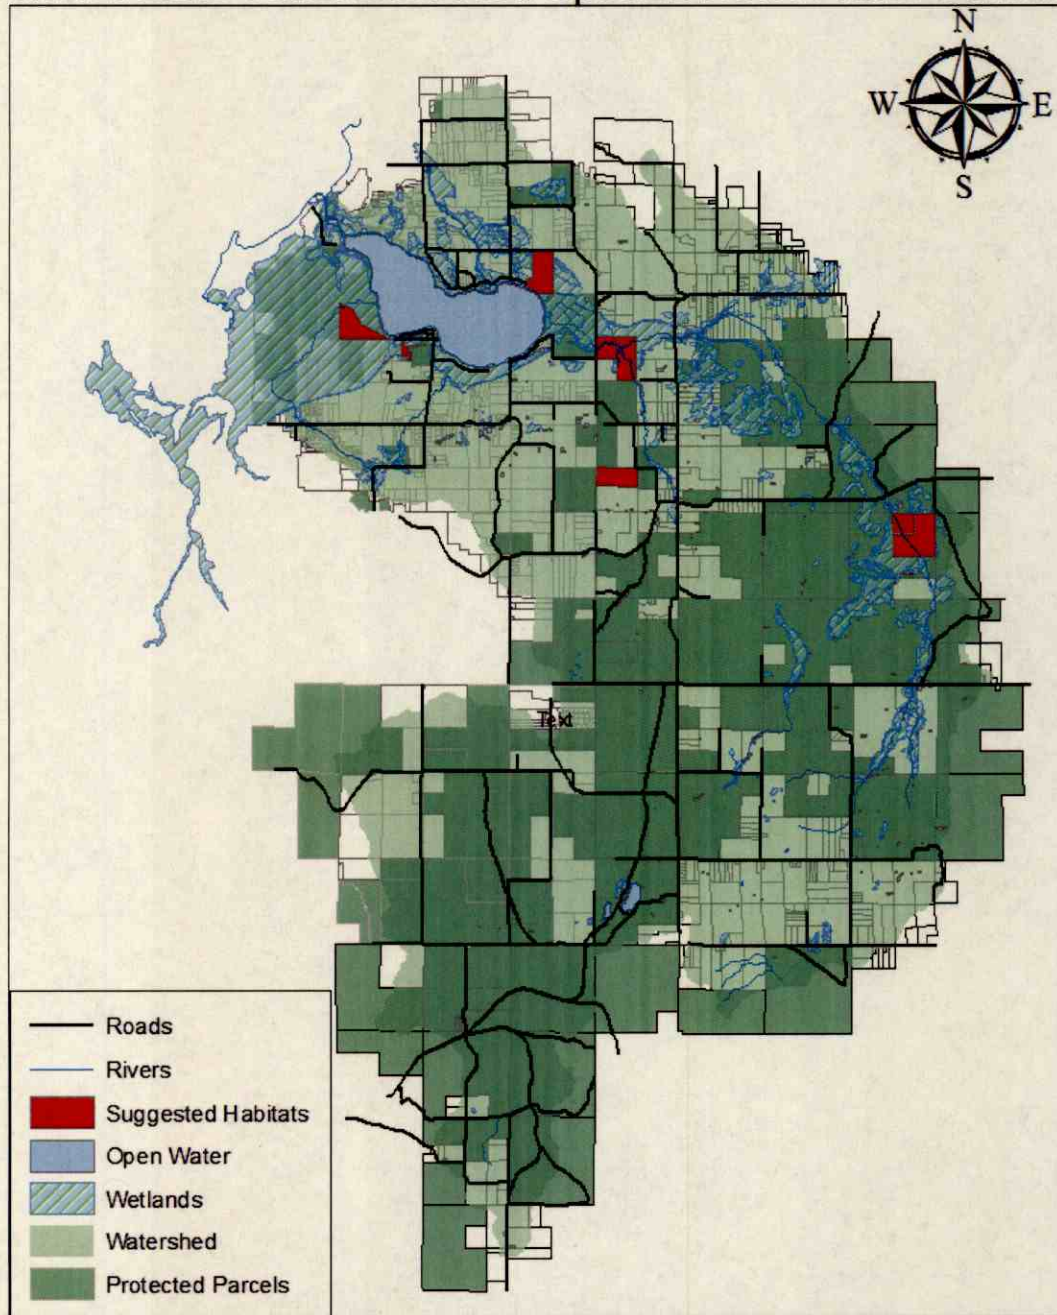 N
W E
S
Text
Roads
Rivers
Suggested Habitats
Open Water
Wetlands
Watershed
Protected Parcels